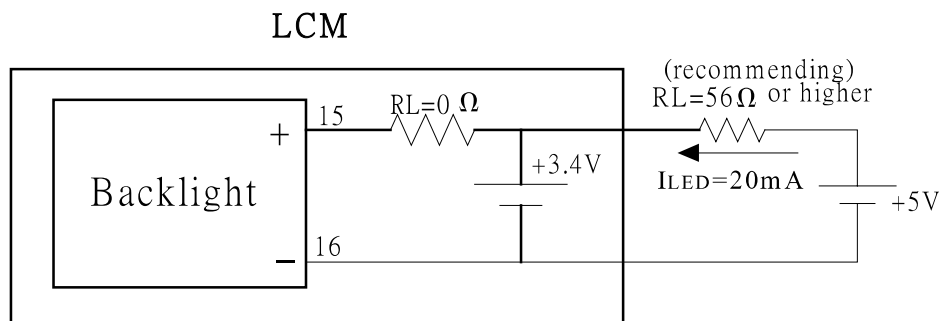 LCM
(recommending)
RL=56Ω or higher
15
RL=0 Ω
+
+3.4V
ILED=20mA
Backlight
+5V
16
−